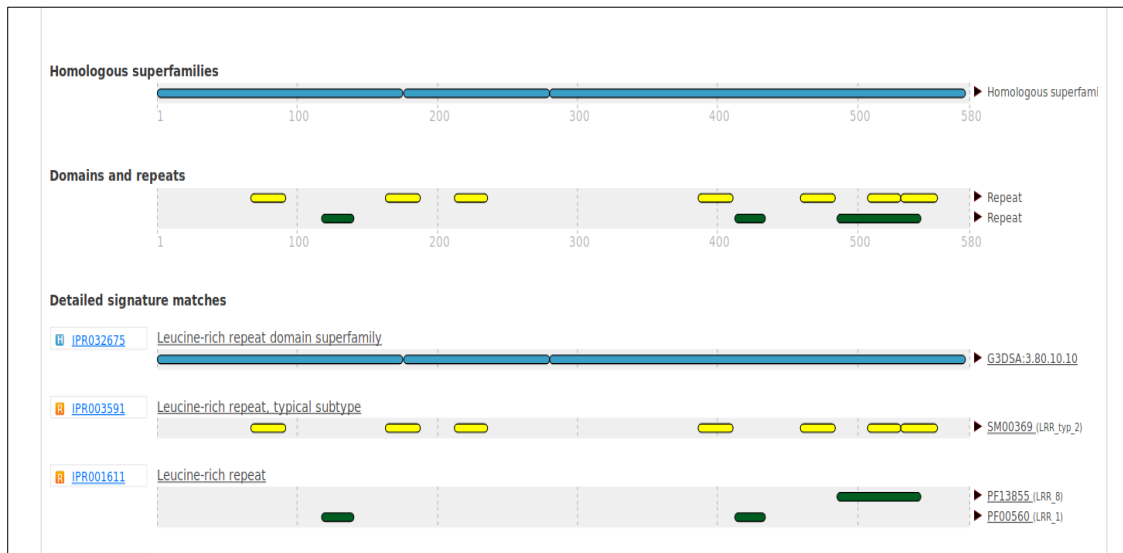 Homologous superfamilies
Homologous superfami
1 100 200 300 400 500 580
Domains and repeats
Repeat
Repeat
1 100 200 300 400 500 580
Detailed signature matches
H IPR032675 Leucine-rich repeat domain superfamily
G3DSA:3.80.10.10
R IPR003591 Leucine-rich repeat, typical subtype
SM00369 (LRR_typ_2)
R IPR001611 Leucine-rich repeat
PF13855 (LRR_8)
PF00560 (LRR_1)